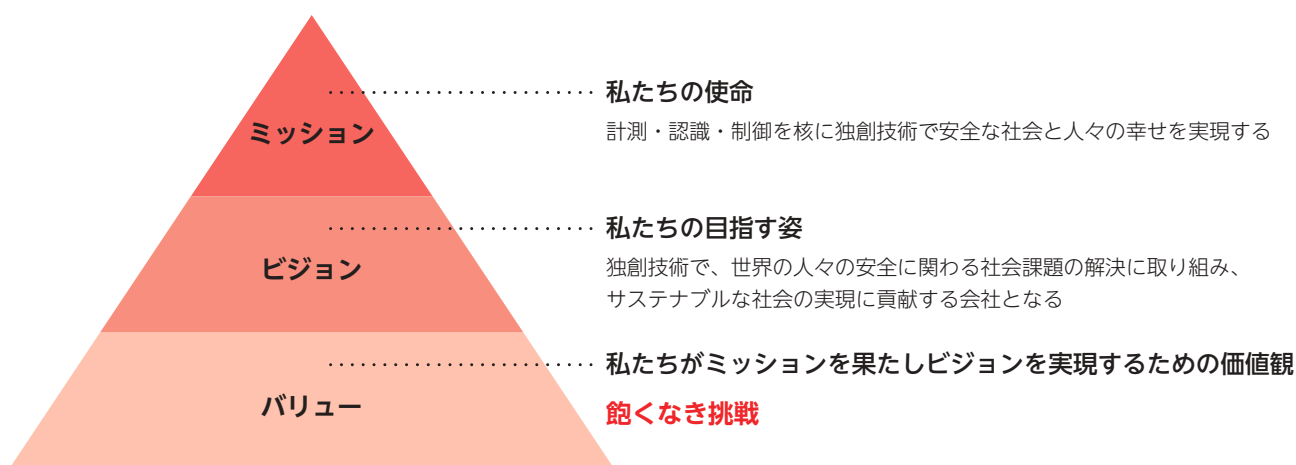 ミッション
私たちの使命
計測・認識・制御を核に独創技術で安全な社会と人々の幸せを実現する
ビジョン
私たちの目指す姿
独創技術で、世界の人々の安全に関わる社会課題の解決に取り組み、
サステナブルな社会の実現に貢献する会社となる
バリュー
私たちがミッションを果たしビジョンを実現するための価値観
飽くなき挑戦